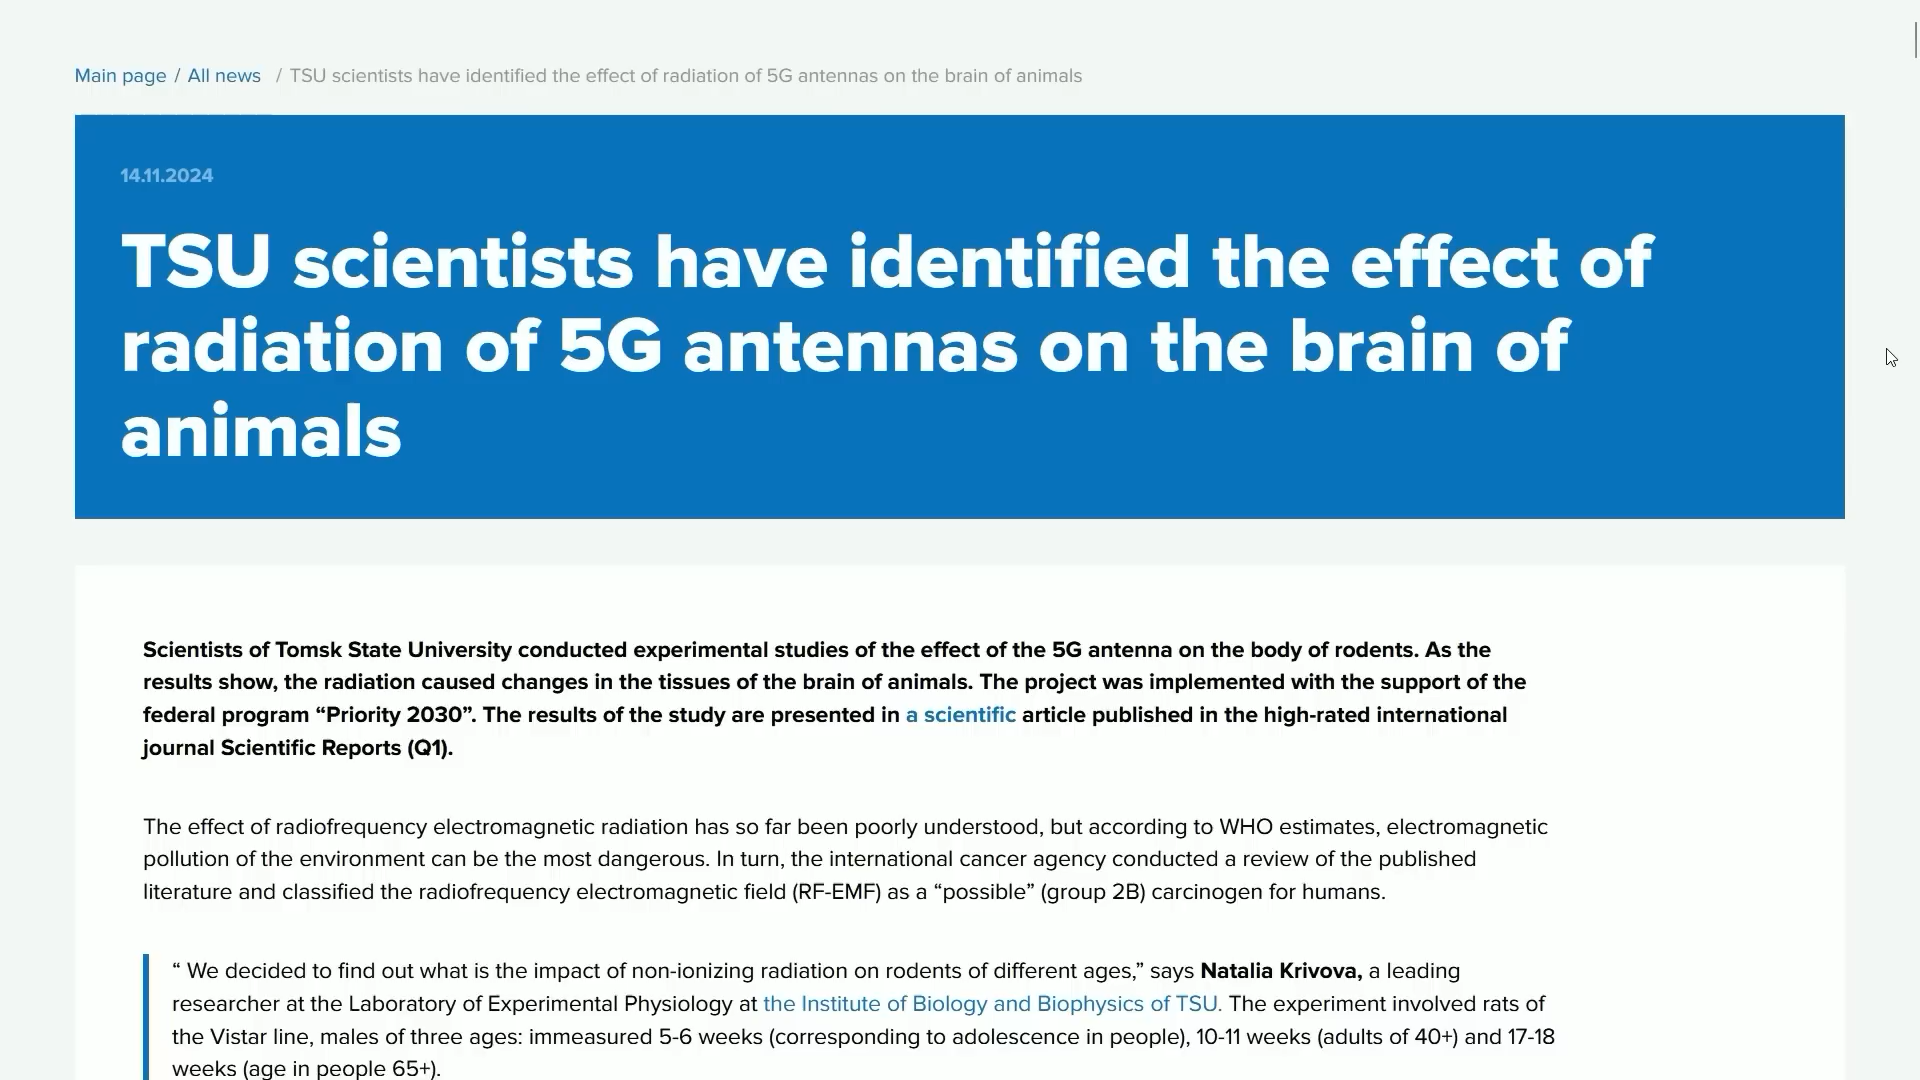 Main page / All news / TSU scientists have identified the effect of radiation of 5G antennas on the brain of animals
14.11.2024
TSU scientists have identified the effect of
radiation of 5G antennas on the brain of
animals
Scientists of Tomsk State University conducted experimental studies of the effect of the 5G antenna on the body of rodents. As the
results show, the radiation caused changes in the tissues of the brain of animals. The project was implemented with the support of the
federal program “Priority 2030”. The results of the study are presented in a scientific article published in the high-rated international
journal Scientific Reports (Q1).
The effect of radiofrequency electromagnetic radiation has so far been poorly understood, but according to WHO estimates, electromagnetic
pollution of the environment can be the most dangerous. In turn, the international cancer agency conducted a review of the published
literature and classified the radiofrequency electromagnetic field (RF-EMF) as a “possible” (group 2B) carcinogen for humans.
“ We decided to find out what is the impact of non-ionizing radiation on rodents of different ages,” says Natalia Krivova, a leading
researcher at the Laboratory of Experimental Physiology at the Institute of Biology and Biophysics of TSU. The experiment involved rats of
the Vistar line, males of three ages: immeasured 5-6 weeks (corresponding to adolescence in people), 10-11 weeks (adults of 40+) and 17-18
weeks (age in people 65+).